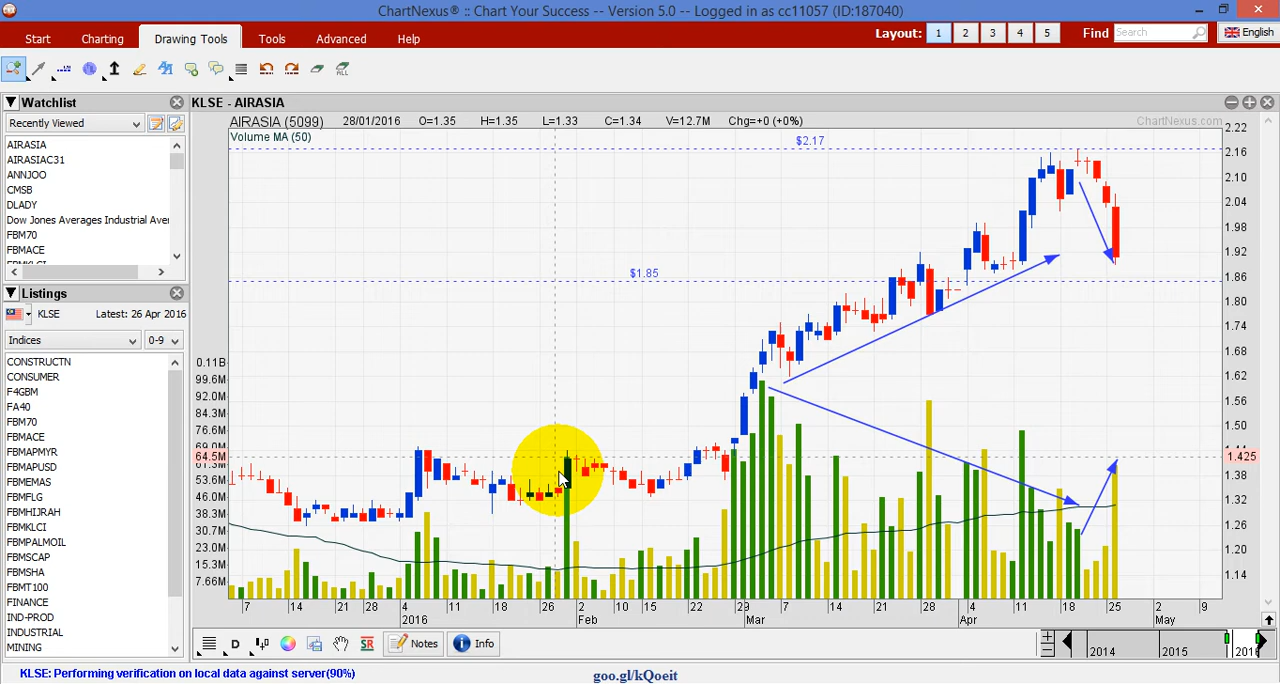 ChartNexus® :: Chart Your Success -- Version 5.0 -- Logged in as cc11057 (ID:187040)
Start Charting Drawing Tools Tools Advanced Help Layout: 1 2 3 4 5 Find Search English
ALL
Watchlist
Recently Viewed
AIRASIA
AIRASIAC31
ANNJOO
CMSB
DLADY
Dow Jones Averages Industrial Aver
FBM70
FBMACE
FBMKLCI
Listings
KLSE Latest: 26 Apr 2016
Indices 0-9
CONSTRUCTN
CONSUMER
F4GBM
FA40
FBM70
FBMACE
FBMAPMYR
FBMAPUSD
FBMEMAS
FBMFLG
FBMHIJRAH
FBMKLCI
FBMPALMOIL
FBMSCAP
FBMSHA
FBMT100
FINANCE
IND-PROD
INDUSTRIAL
MINING
KLSE - AIRASIA
AIRASIA (5099) 28/01/2016 O=1.35 H=1.35 L=1.33 C=1.34 V=12.7M Chg=+0 (+0%) ChartNexus.com
Volume MA (50)
$2.17
$1.85
2.22
2.16
2.10
2.04
1.98
1.92
1.86
1.80
1.74
1.68
1.62
1.56
1.50
1.425
1.38
1.32
1.26
1.20
1.14
0.11B
99.6M
92.0M
84.3M
76.6M
69.0M
64.5M
61.3M
53.6M
46.0M
38.3M
30.7M
23.0M
15.3M
7.66M
7 14 21 28 4 11 18 26 2 10 15 22 29 7 14 21 28 4 11 18 25 2 9
2016 Feb Mar Apr May
D SR Notes Info 2014 2015 2016
KLSE: Performing verification on local data against server(90%)
goo.gl/kQoeit